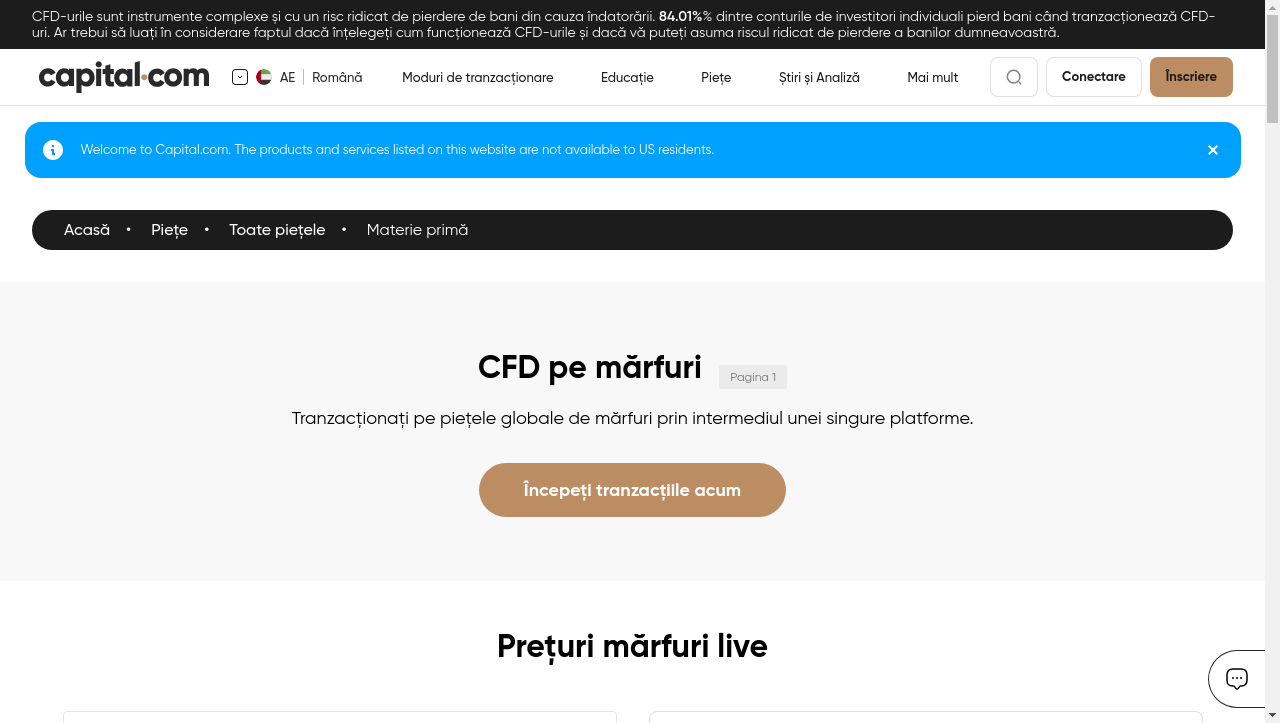 CFD-urile sunt instrumente complexe și cu un risc ridicat de pierdere de bani din cauza îndatorării. 84.01%% dintre conturile de investitori individuali pierd bani când tranzacționează CFD-
uri. Ar trebui să luați în considerare faptul dacă înțelegeți cum funcționează CFD-urile și dacă vă puteți asuma riscul ridicat de pierdere a banilor dumneavoastră.
capital.com AE Română Moduri de tranzacționare Educație Piețe Știri și Analiză Mai mult Conectare Înscriere
Welcome to Capital.com. The products and services listed on this website are not available to US residents.
Acasă • Piețe • Toate piețele • Materie primă
CFD pe mărfuri Pagina 1
Tranzacționați pe piețele globale de mărfuri prin intermediul unei singure platforme.
Începeți tranzacțiile acum
Prețuri mărfuri live